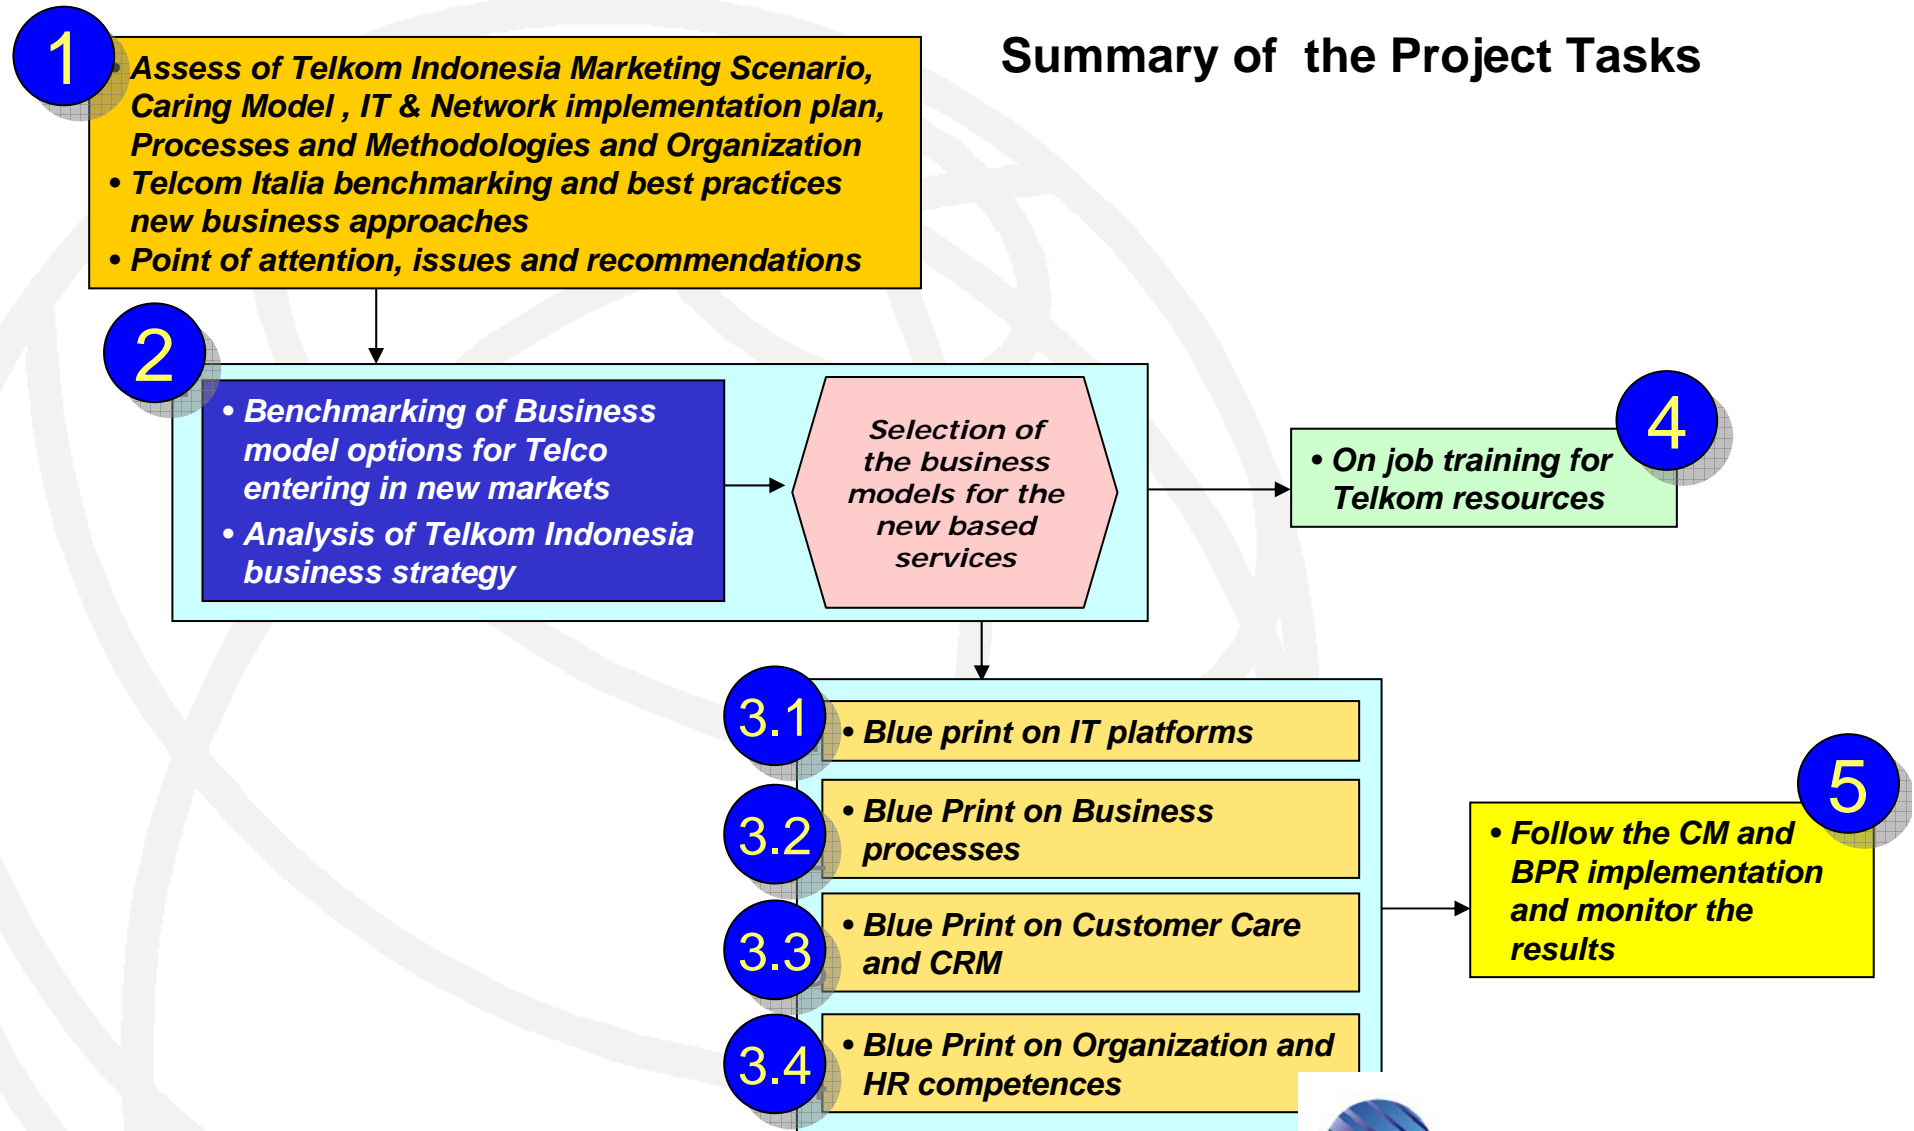 Summary of the Project Tasks
1
• Assess of Telkom Indonesia Marketing Scenario,
Caring Model , IT & Network implementation plan,
Processes and Methodologies and Organization
• Telcom Italia benchmarking and best practices
new business approaches
• Point of attention, issues and recommendations
2
• Benchmarking of Business
model options for Telco
entering in new markets
• Analysis of Telkom Indonesia
business strategy
Selection of
the business
models for the
new based
services
4
• On job training for
Telkom resources
3.1
• Blue print on IT platforms
3.2
• Blue Print on Business
processes
3.3
• Blue Print on Customer Care
and CRM
3.4
• Blue Print on Organization and
HR competences
5
• Follow the CM and
BPR implementation
and monitor the
results